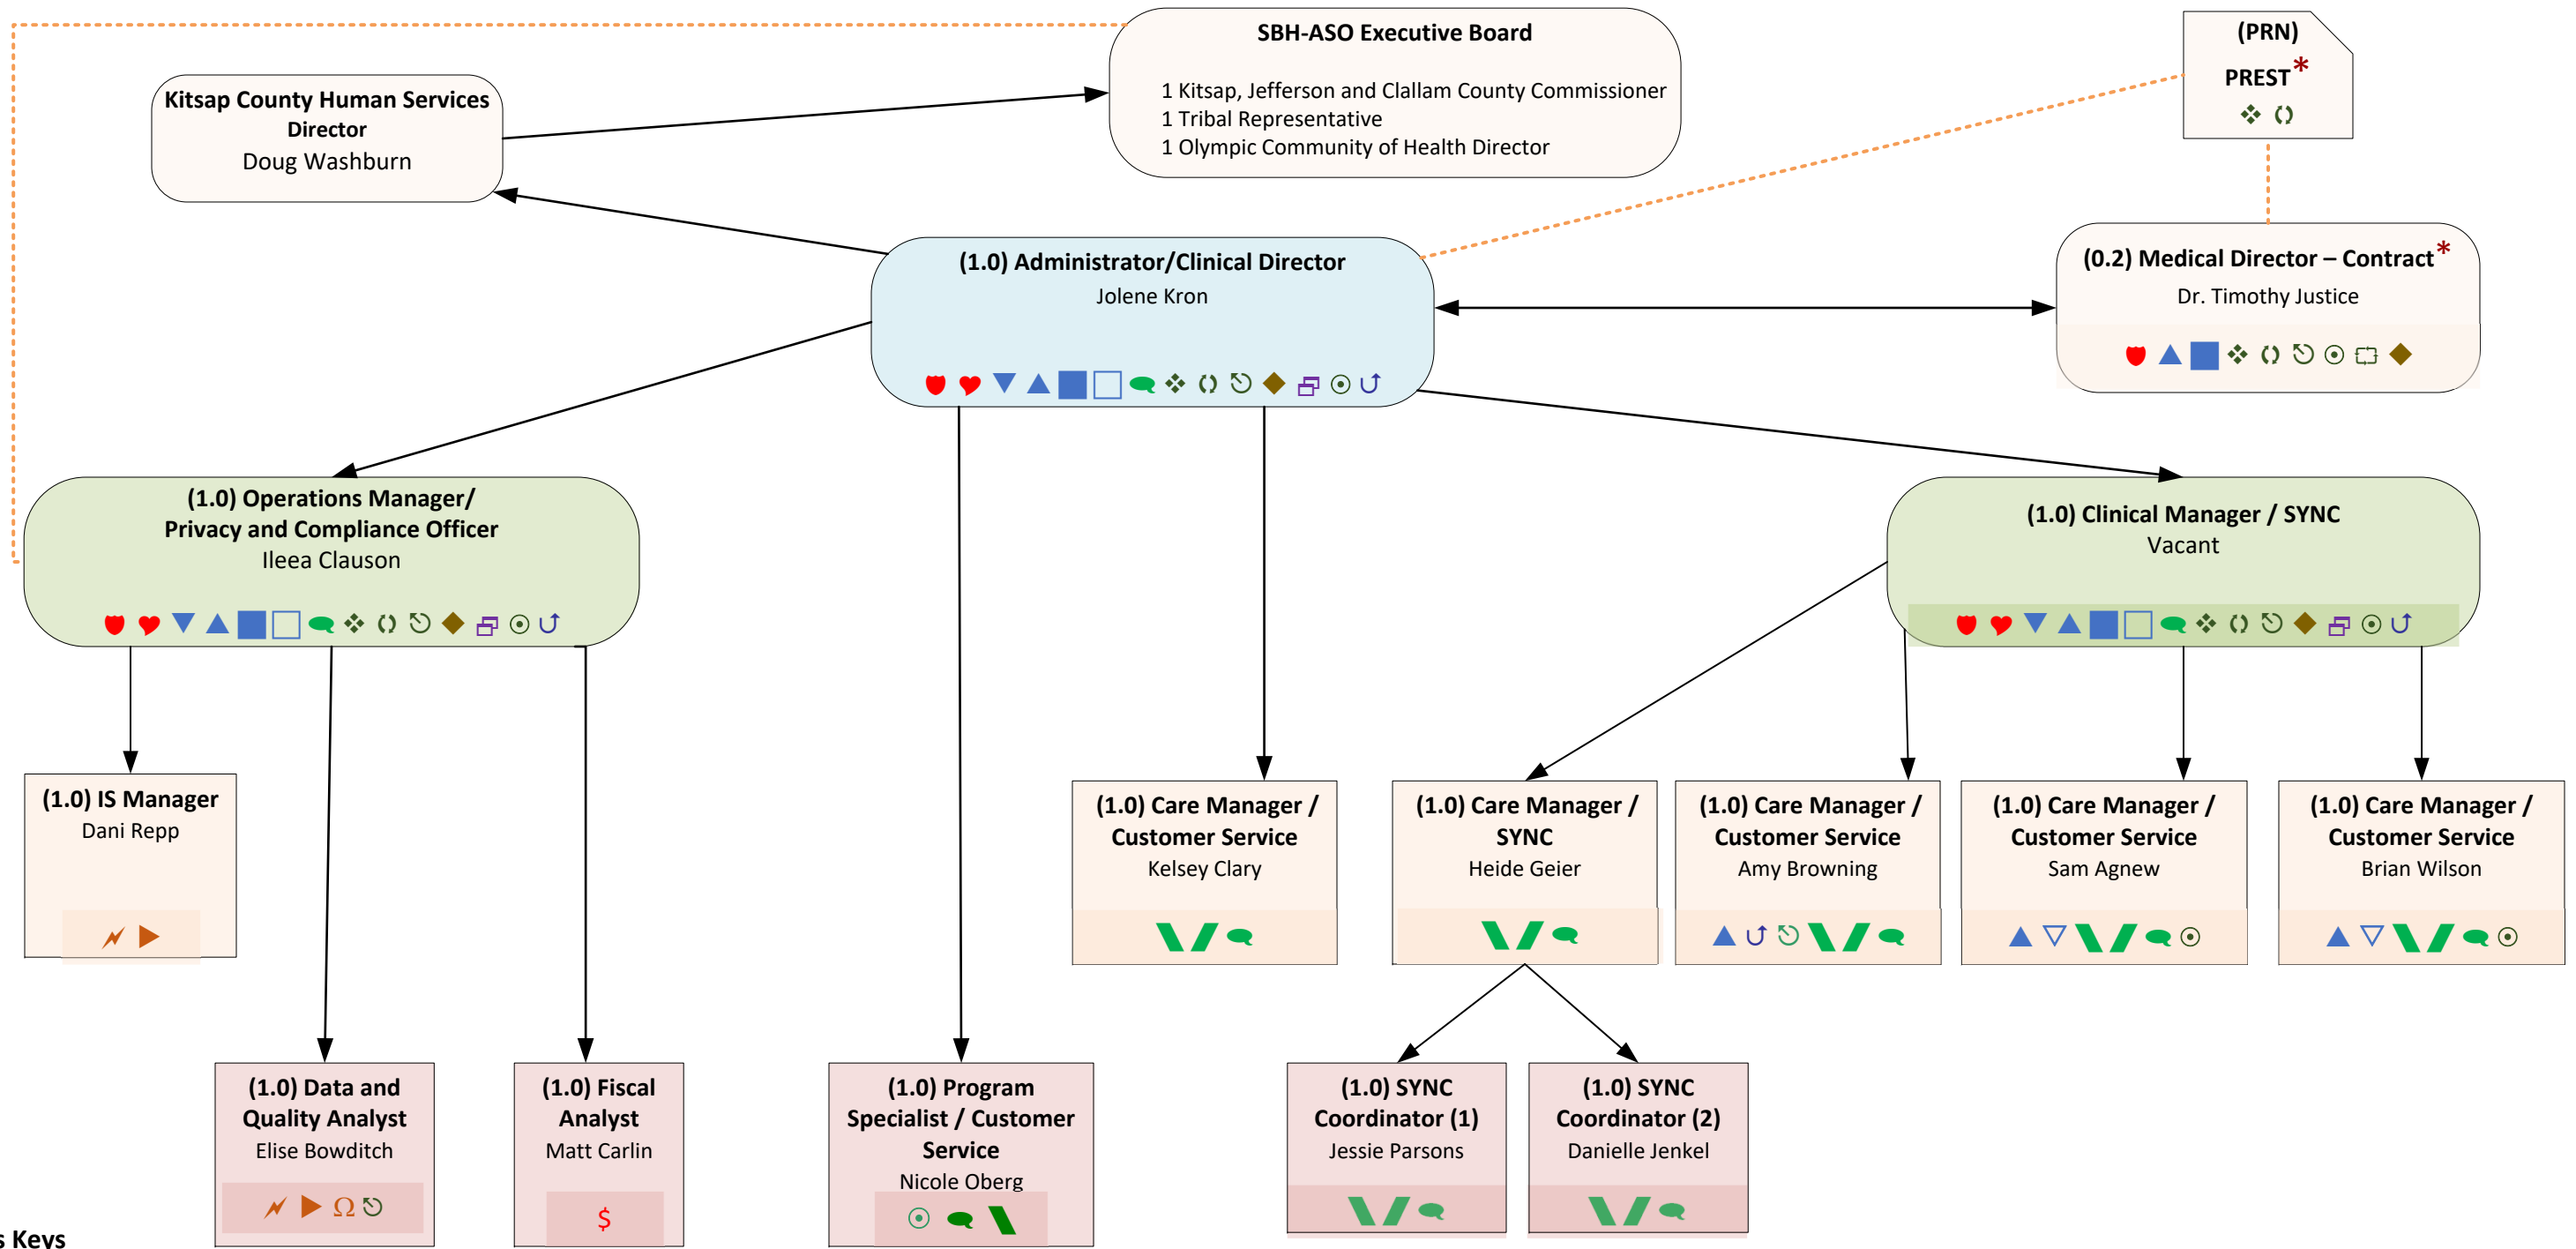 SBH-ASO Executive Board
1 Kitsap, Jefferson and Clallam County Commissioner
1 Tribal Representative
1 Olympic Community of Health Director
(PRN)
PREST*
Kitsap County Human Services
Director
Doug Washburn
(1.0) Administrator/Clinical Director
Jolene Kron
(0.2) Medical Director – Contract*
Dr. Timothy Justice
(1.0) Operations Manager/
Privacy and Compliance Officer
Ileea Clauson
(1.0) Clinical Manager / SYNC
Vacant
(1.0) IS Manager
Dani Repp
(1.0) Care Manager /
Customer Service
Kelsey Clary
(1.0) Care Manager /
SYNC
Heide Geier
(1.0) Care Manager /
Customer Service
Amy Browning
(1.0) Care Manager /
Customer Service
Sam Agnew
(1.0) Care Manager /
Customer Service
Brian Wilson
(1.0) Data and
Quality Analyst
Elise Bowditch
Ω
(1.0) Fiscal
Analyst
Matt Carlin
$
(1.0) Program
Specialist / Customer
Service
Nicole Oberg
(1.0) SYNC
Coordinator (1)
Jessie Parsons
(1.0) SYNC
Coordinator (2)
Danielle Jenkel
s Keys